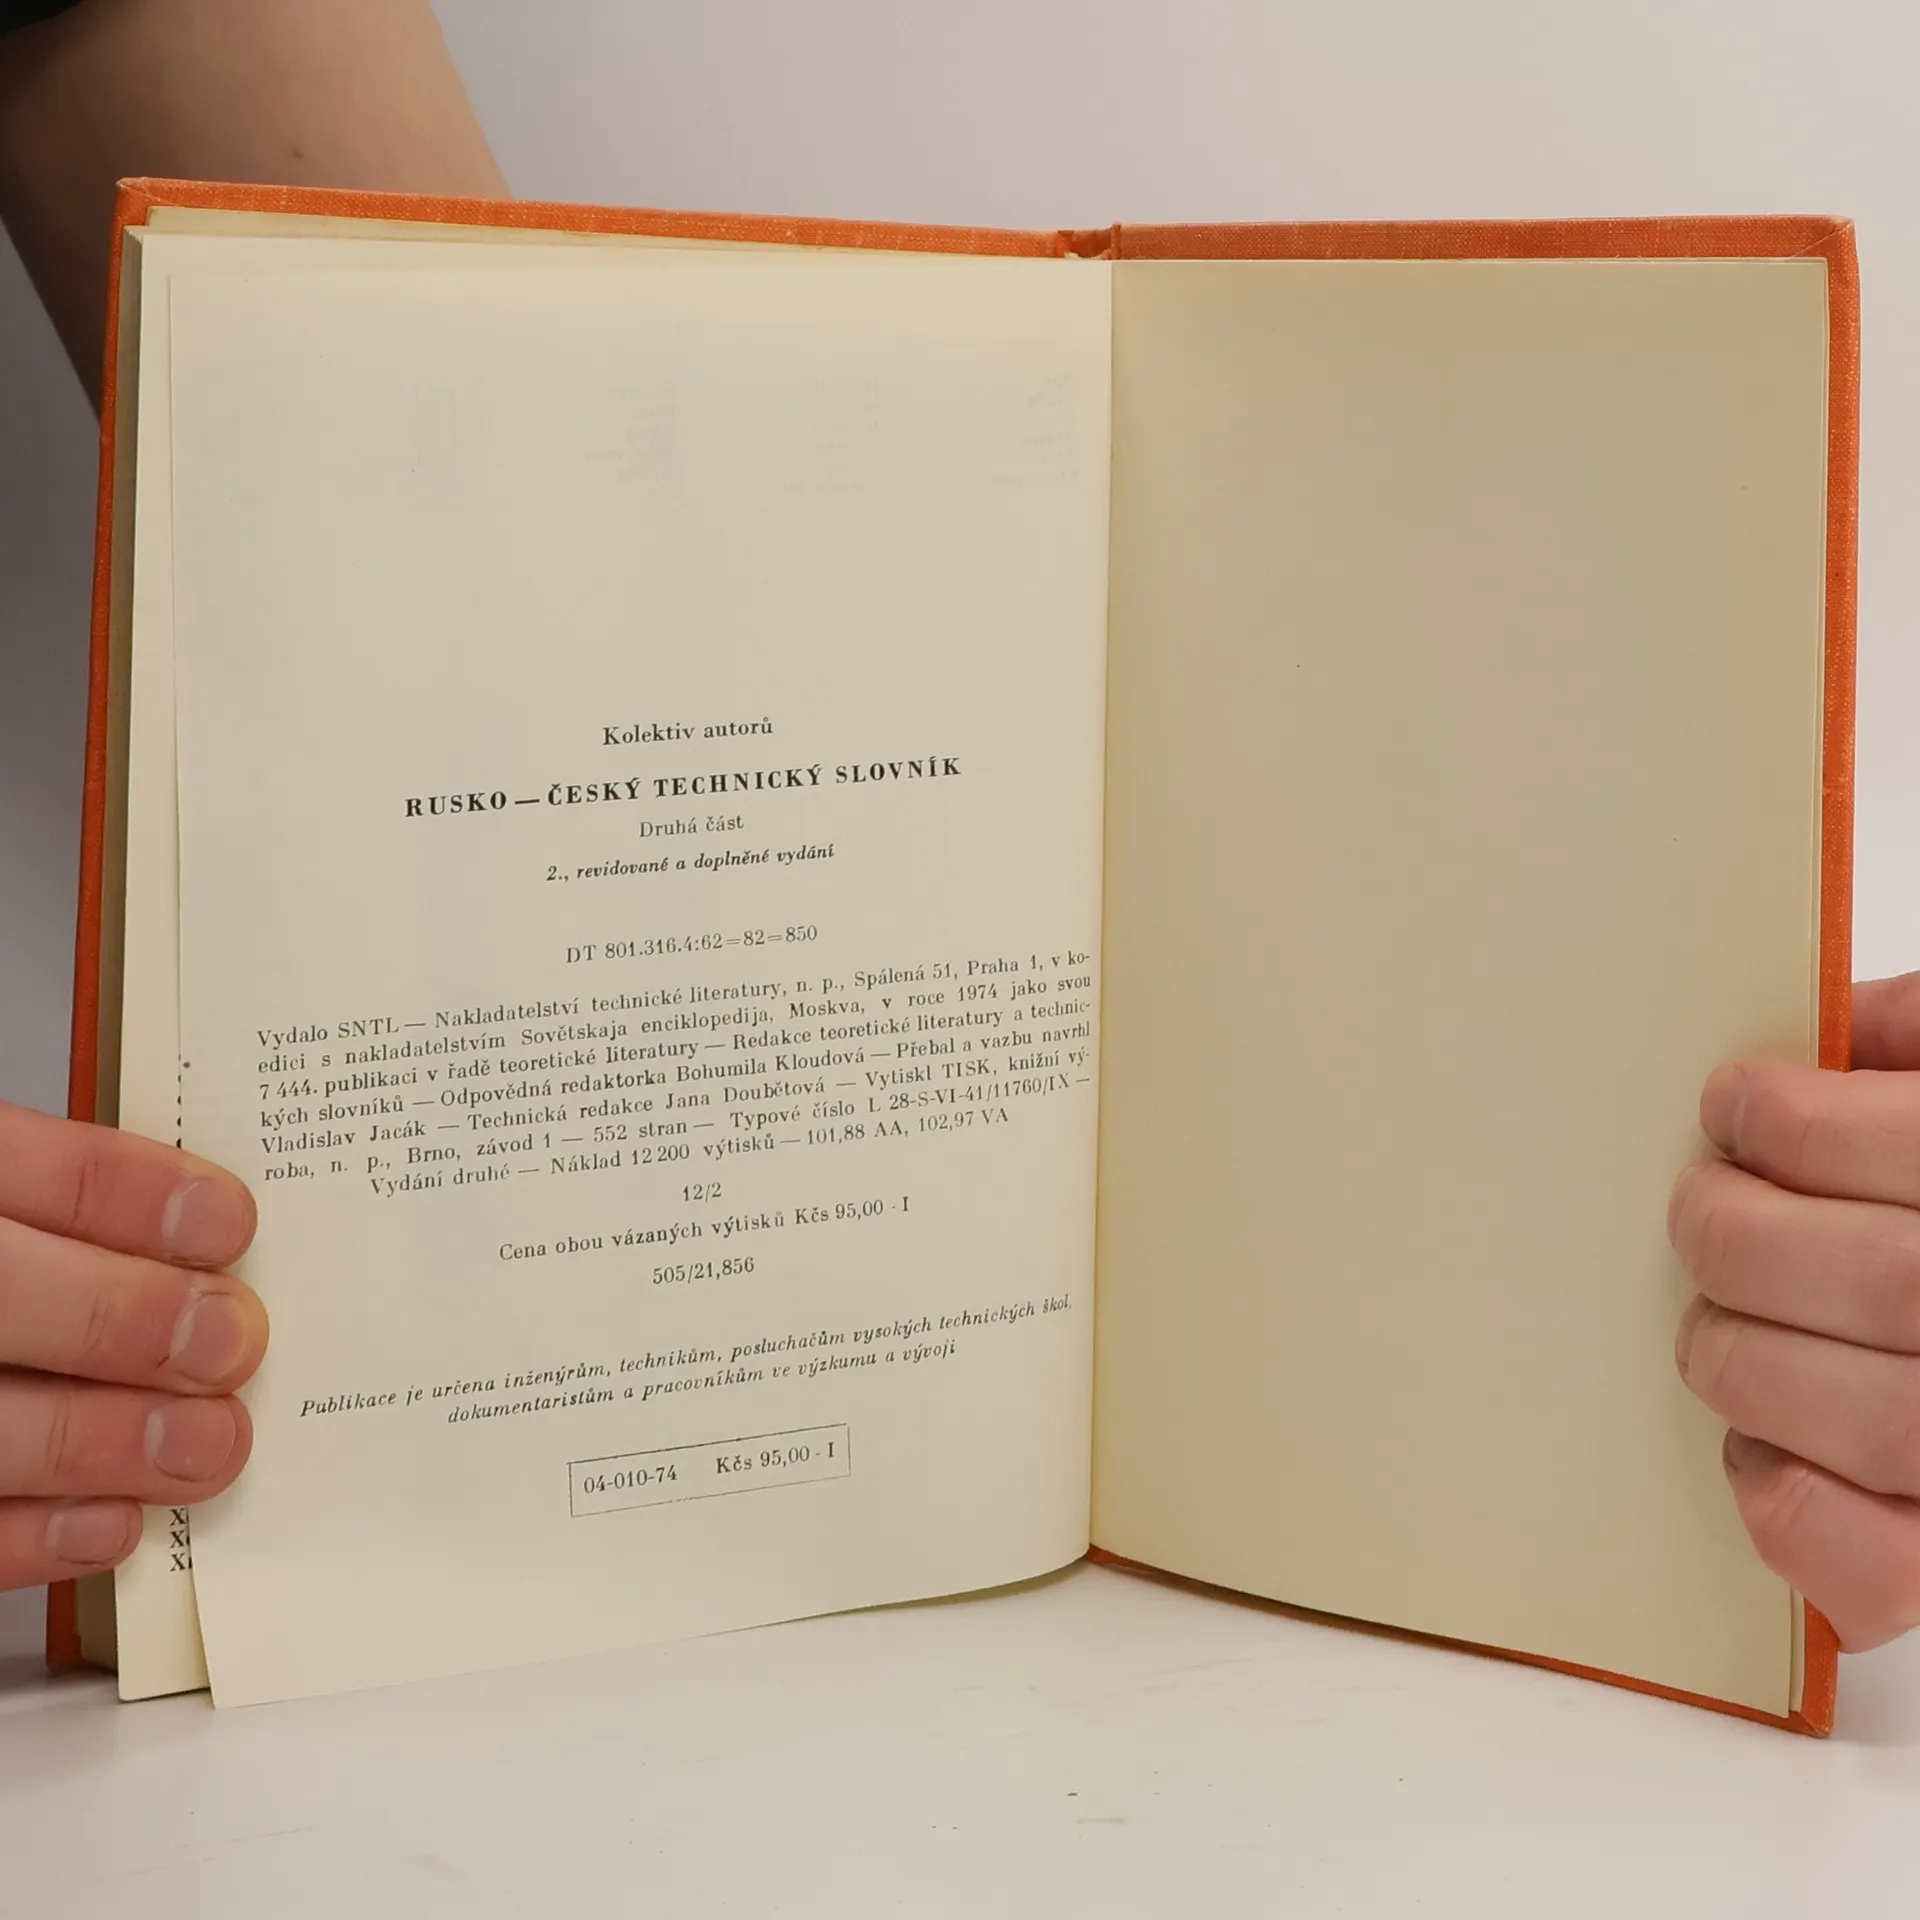 Kolektiv autorů
RUSKO — ČESKÝ TECHNICKÝ SLOVNÍK
Druhá část
2., revidované a doplněné vydání
DT 801.316.4:62=82=850
Vydalo SNTL — Nakladatelství technické literatury, n. p., Spálená 51, Praha 1, v ko-
edici s nakladatelstvím Sovětskaja enciklopedija, Moskva, v roce 1974 jako svou
7 444. publikaci v řadě teoretické literatury — Redakce teoretické literatury a technic-
kých slovníků — Odpovědná redaktorka Bohumila Kloudová — Přebal a vazbu navrhl
Vladislav Jacák — Technická redakce Jana Doubětová — Vytiskl TISK, knižní vý-
roba, n. p., Brno, závod 1 — 552 stran — Typové číslo L 28-S-VI-41/11760/IX —
Vydání druhé — Náklad 12 200 výtisků — 101,88 AA, 102,97 VA
12/2
Cena obou vázaných výtisků Kčs 95,00 - I
505/21,856
Publikace je určena inženýrům, technikům, posluchačům vysokých technických škol,
dokumentaristům a pracovníkům ve výzkumu a vývoji
04-010-74 Kčs 95,00 - I